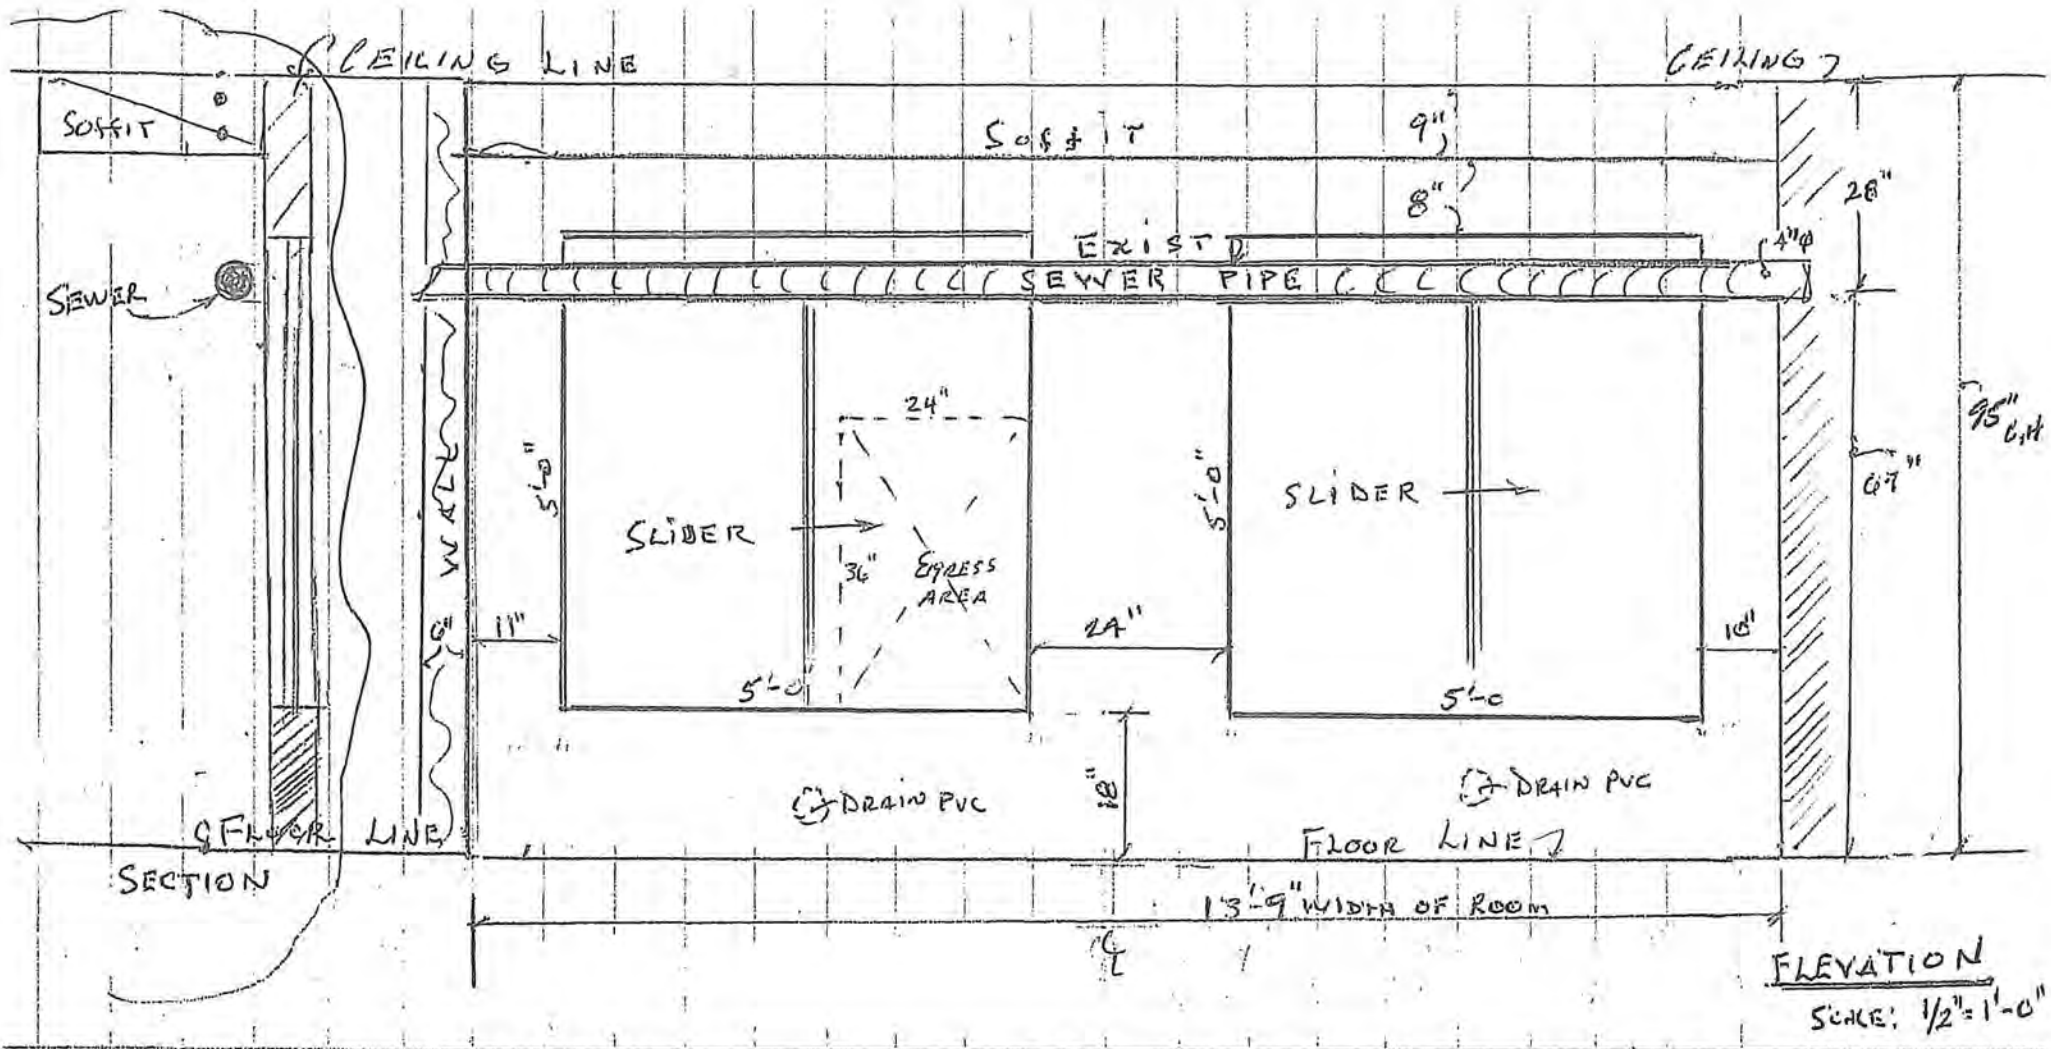 CEILING LINE
CEILING
SOFFIT
SOFFIT
9"
8"
28"
EXIST
4"φ
SEWER PIPE
SEWER
24"
95"
C.H
5'-0"
5'-0"
67"
WALL
SLIDER
SLIDER
36"
EGRESS
AREA
6"
11"
24"
10"
5'-0
5'-0
18"
DRAIN PVC
DRAIN PVC
FLOOR LINE
FLOOR LINE
SECTION
13'-9" WIDTH OF ROOM
ELEVATION
SCALE: 1/2"=1'-0"